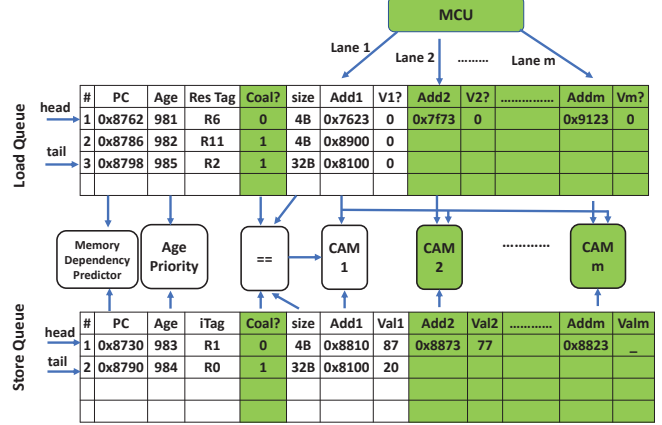 MCU
Lane 1
Lane 2
.........
Lane m
Load Queue
# PC Age Res Tag Coal? size Add1 V1? Add2 V2? ............... Addm Vm?
head 1 0x8762 981 R6 0 4B 0x7623 0 0x7f73 0 0x9123 0
2 0x8786 982 R11 1 4B 0x8900 0
tail 3 0x8798 985 R2 1 32B 0x8100 0
Memory Dependency Predictor
Age Priority
==
CAM 1
CAM 2
............
CAM m
Store Queue
# PC Age iTag Coal? size Add1 Val1 Add2 Val2 ............ Addm Valm
head 1 0x8730 983 R1 0 4B 0x8810 87 0x8873 77 0x8823 _
tail 2 0x8790 984 R0 1 32B 0x8100 20